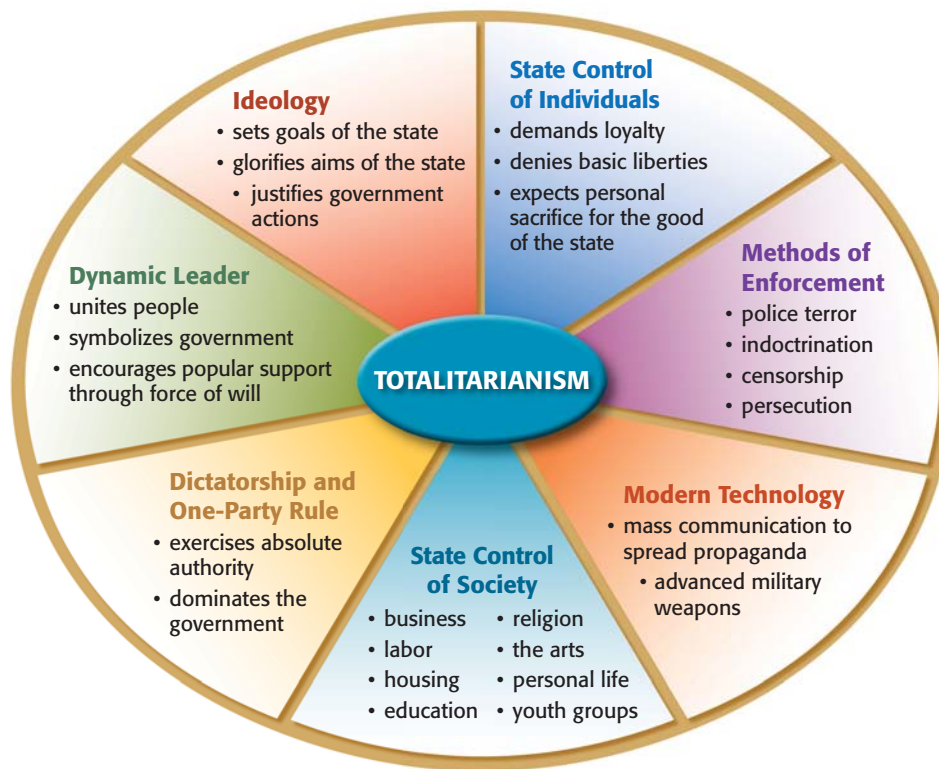 Ideology
• sets goals of the state
• glorifies aims of the state
• justifies government
actions
State Control
of Individuals
• demands loyalty
• denies basic liberties
• expects personal
sacrifice for the good
of the state
Dynamic Leader
• unites people
• symbolizes government
• encourages popular support
through force of will
Methods of
Enforcement
• police terror
• indoctrination
• censorship
• persecution
TOTALITARIANISM
Dictatorship and
One-Party Rule
• exercises absolute
authority
• dominates the
government
State Control
of Society
• business
• labor
• housing
• education
• religion
• the arts
• personal life
• youth groups
Modern Technology
• mass communication to
spread propaganda
• advanced military
weapons